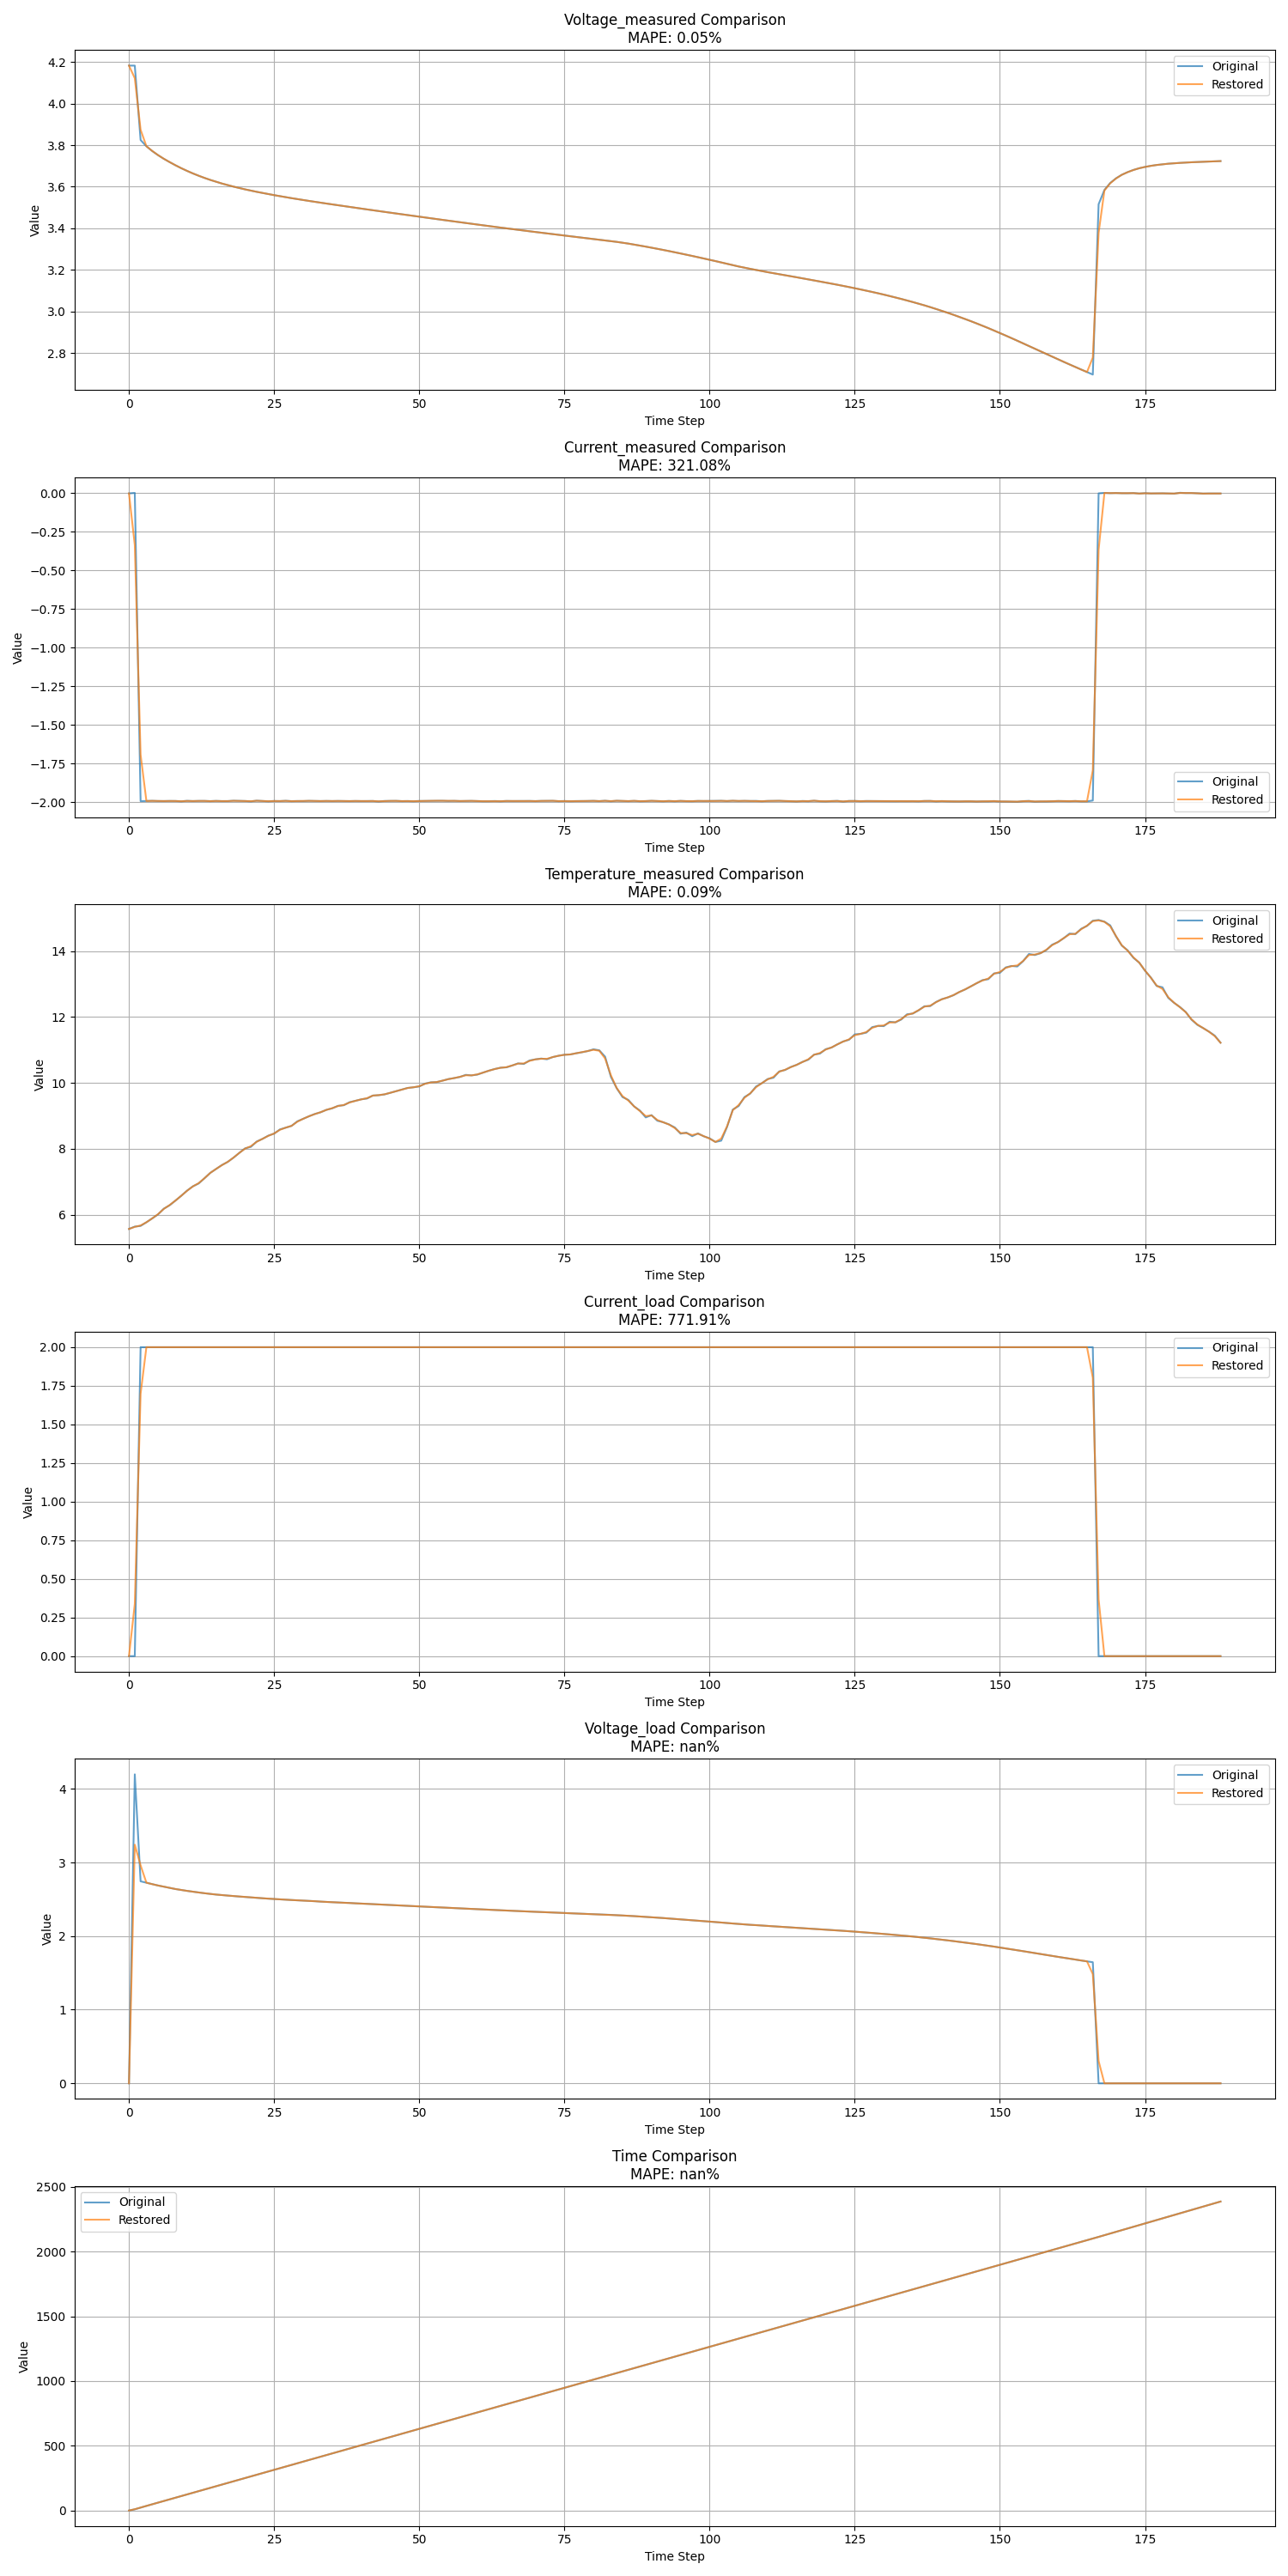 Voltage_measured Comparison
MAPE: 0.05%
4.2
4.0
3.8
3.6
3.4
3.2
3.0
2.8
Value
Original
Restored
0 25 50 75 100 125 150 175
Time Step
Current_measured Comparison
MAPE: 321.08%
0.00
−0.25
−0.50
−0.75
−1.00
−1.25
−1.50
−1.75
−2.00
Value
Original
Restored
0 25 50 75 100 125 150 175
Time Step
Temperature_measured Comparison
MAPE: 0.09%
14
12
10
8
6
Value
Original
Restored
0 25 50 75 100 125 150 175
Time Step
Current_load Comparison
MAPE: 771.91%
2.00
1.75
1.50
1.25
1.00
0.75
0.50
0.25
0.00
Value
Original
Restored
0 25 50 75 100 125 150 175
Time Step
Voltage_load Comparison
MAPE: nan%
4
3
2
1
0
Value
Original
Restored
0 25 50 75 100 125 150 175
Time Step
Time Comparison
MAPE: nan%
2500
2000
1500
1000
500
0
Value
Original
Restored
0 25 50 75 100 125 150 175
Time Step